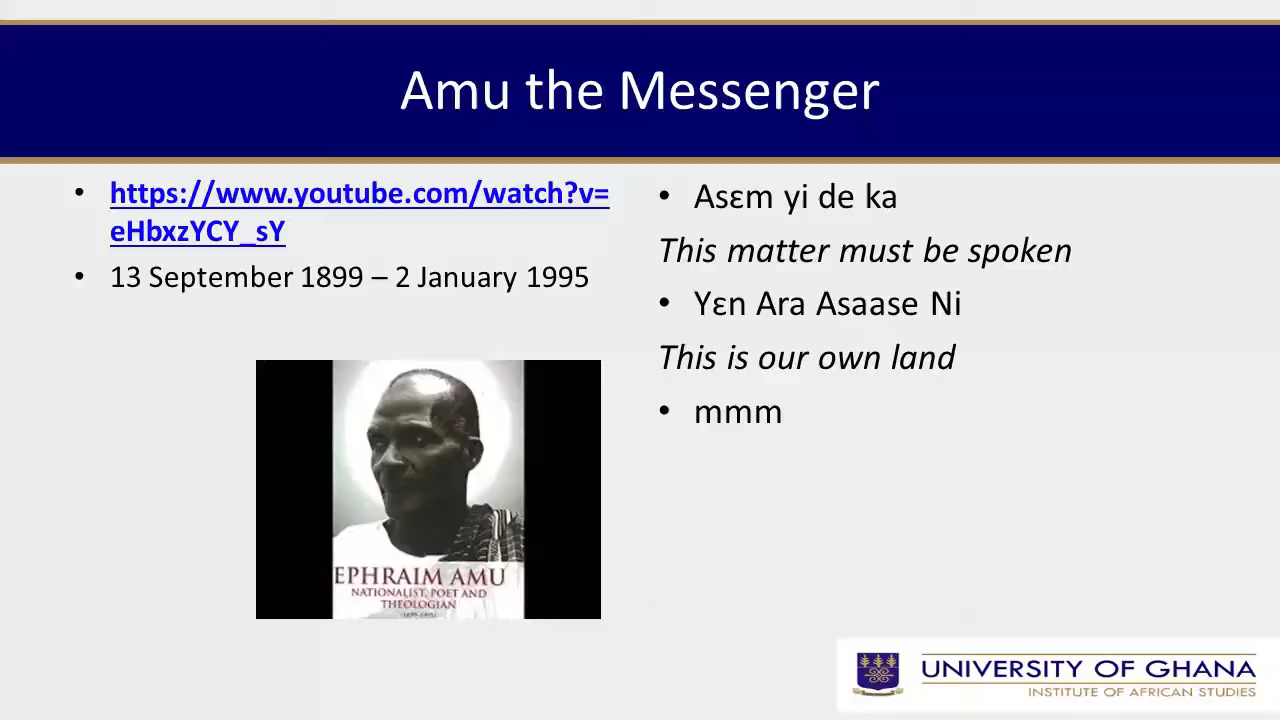 Amu the Messenger
• https://www.youtube.com/watch?v=
eHbxzYCY_sY
• 13 September 1899 – 2 January 1995
EPHRAIM AMU
NATIONALIST, POET AND
THEOLOGIAN
• Asɛm yi de ka
This matter must be spoken
• Yɛn Ara Asaase Ni
This is our own land
• mmm
UNIVERSITY OF GHANA
INSTITUTE OF AFRICAN STUDIES